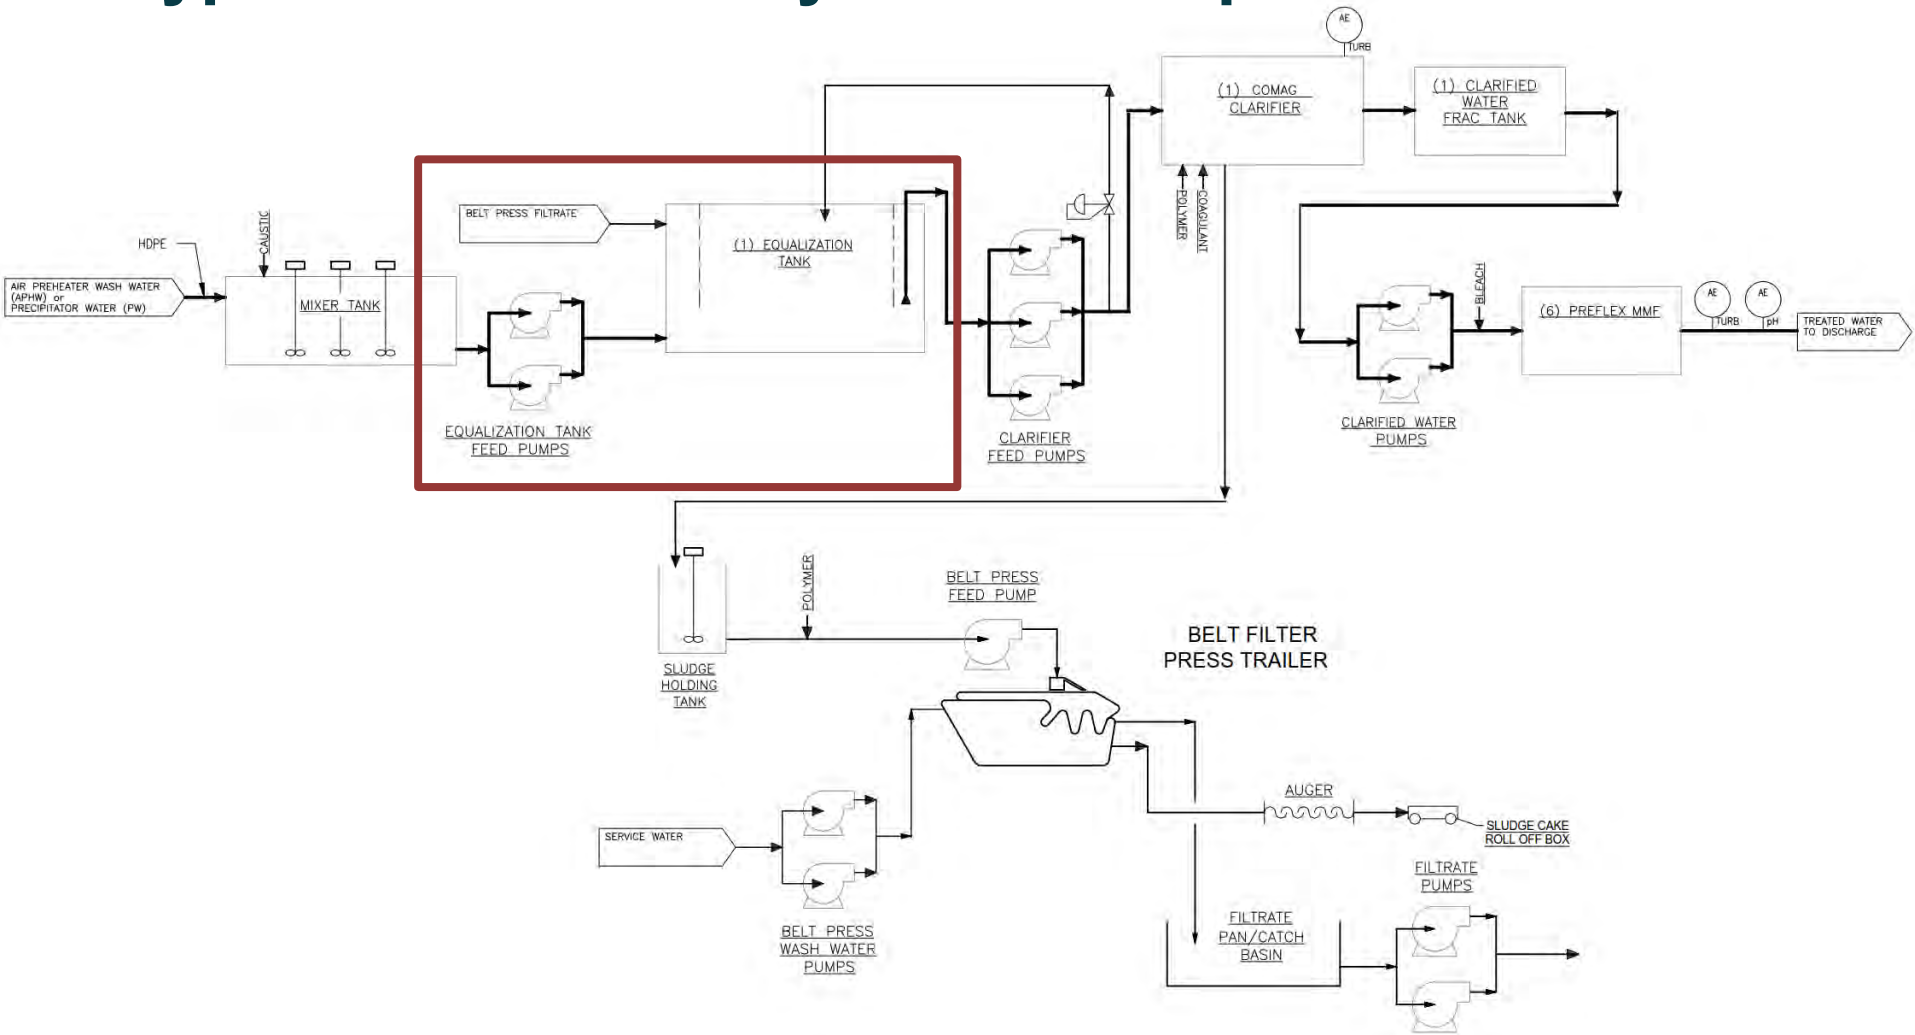 AE
TURB
(1) COMAG
CLARIFIER
(1) CLARIFIED
WATER
FRAC TANK
POLYMER
COAGULANT
BELT PRESS FILTRATE
(1) EQUALIZATION
TANK
CAUSTIC
HDPE
AIR PREHEATER WASH WATER
(APHW) or
PRECIPITATOR WATER (PW)
MIXER TANK
EQUALIZATION TANK
FEED PUMPS
CLARIFIER
FEED PUMPS
CLARIFIED WATER
PUMPS
BLEACH
(6) PREFLEX MMF
AE
TURB
AE
pH
TREATED WATER
TO DISCHARGE
SLUDGE
HOLDING
TANK
POLYMER
BELT PRESS
FEED PUMP
BELT FILTER
PRESS TRAILER
SERVICE WATER
BELT PRESS
WASH WATER
PUMPS
AUGER
SLUDGE CAKE
ROLL OFF BOX
FILTRATE
PAN/CATCH
BASIN
FILTRATE
PUMPS